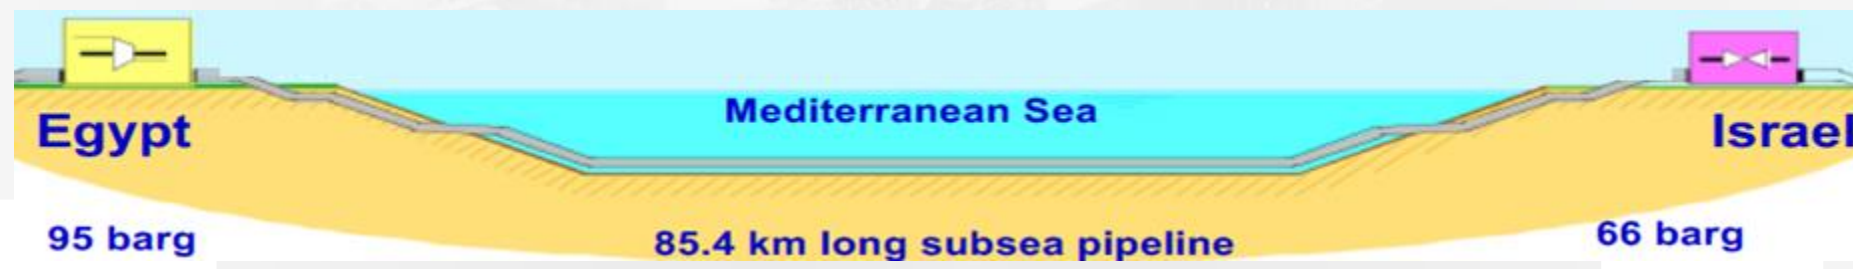 Mediterranean Sea
Egypt
Israel
95 barg
85.4 km long subsea pipeline
66 barg